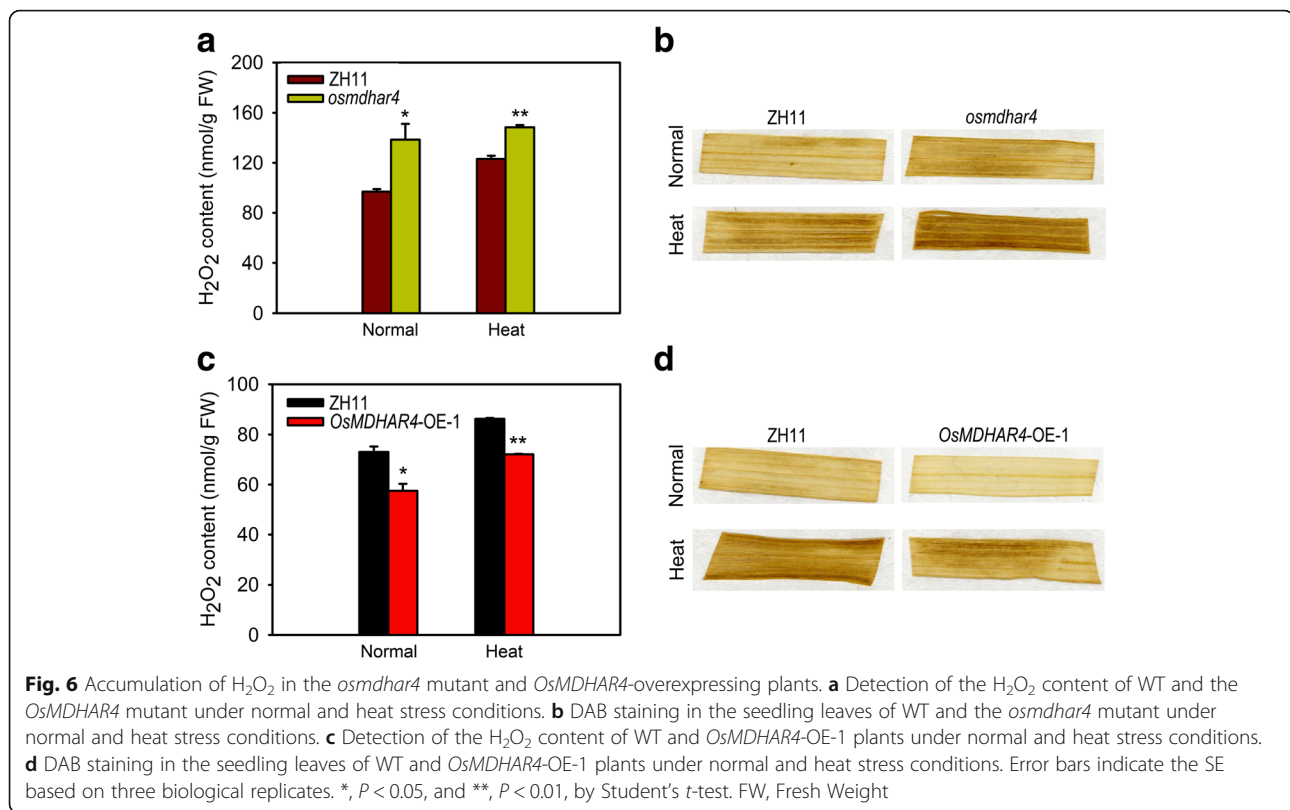 a
200
160
120
80
40
0
H₂O₂ content (nmol/g FW)
ZH11
osmdhar4
*
**
Normal
Heat
b
ZH11
osmdhar4
Normal
Heat
c
100
80
60
40
20
0
H₂O₂ content (nmol/g FW)
ZH11
OsMDHAR4-OE-1
*
**
Normal
Heat
d
ZH11
OsMDHAR4-OE-1
Normal
Heat
Fig. 6 Accumulation of H₂O₂ in the osmdhar4 mutant and OsMDHAR4-overexpressing plants. a Detection of the H₂O₂ content of WT and the
OsMDHAR4 mutant under normal and heat stress conditions. b DAB staining in the seedling leaves of WT and the osmdhar4 mutant under
normal and heat stress conditions. c Detection of the H₂O₂ content of WT and OsMDHAR4-OE-1 plants under normal and heat stress conditions.
d DAB staining in the seedling leaves of WT and OsMDHAR4-OE-1 plants under normal and heat stress conditions. Error bars indicate the SE
based on three biological replicates. *, P < 0.05, and **, P < 0.01, by Student's t-test. FW, Fresh Weight